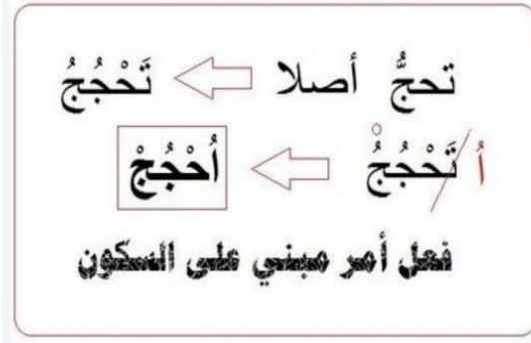 تحجُّ أصلا تَحْجُجُ
أُ تَحْجُجُ أُحْجُجْ
فعل أمر مبني على السكون